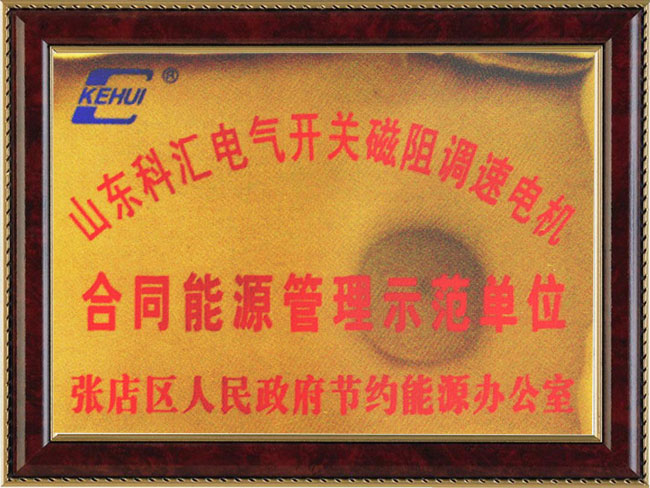 KEHUI ®
山东科汇电气开关磁阻调速电机
合同能源管理示范单位
张店区人民政府节约能源办公室